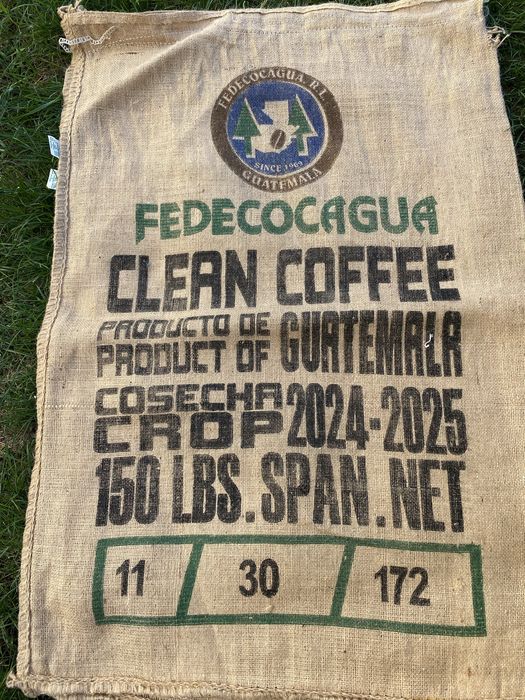 FEDECOCAGUA, R.L.
SINCE 1969
GUATEMALA
FEDECOCAGUA
CLEAN COFFEE
PRODUCTO DE
PRODUCT OF GUATEMALA
COSECHA
CROP 2024-2025
150 LBS. SPAN. NET
11 30 172